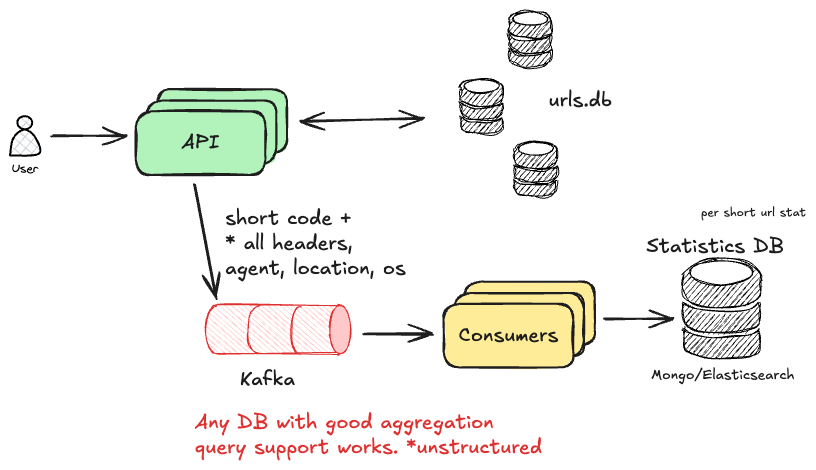 urls.db
API
User
short code +
* all headers,
agent, location, os
per short url stat
Statistics DB
Consumers
Kafka
Mongo/Elasticsearch
Any DB with good aggregation
query support works. *unstructured